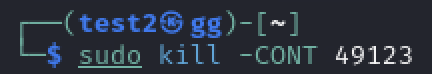 ┌──(test2㉿gg)-[~]
└─$ sudo kill -CONT 49123